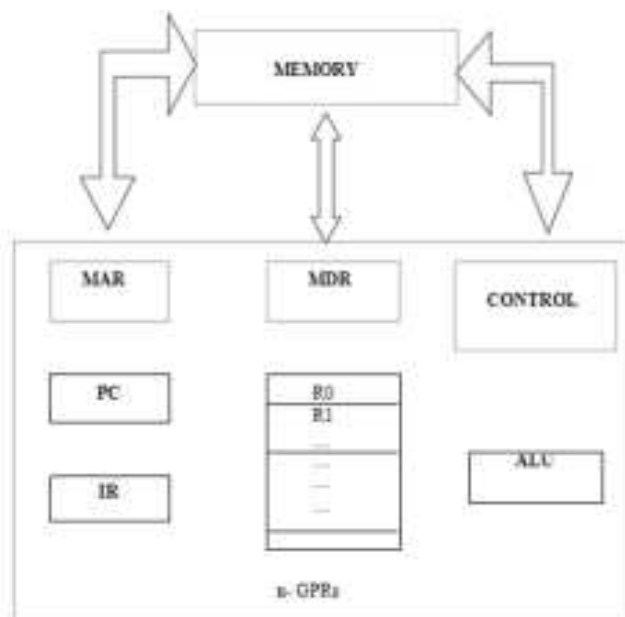 MEMORY
MAR
MDR
CONTROL
PC
R0
R1
....
....
....
....
IR
ALU
n- GPRs